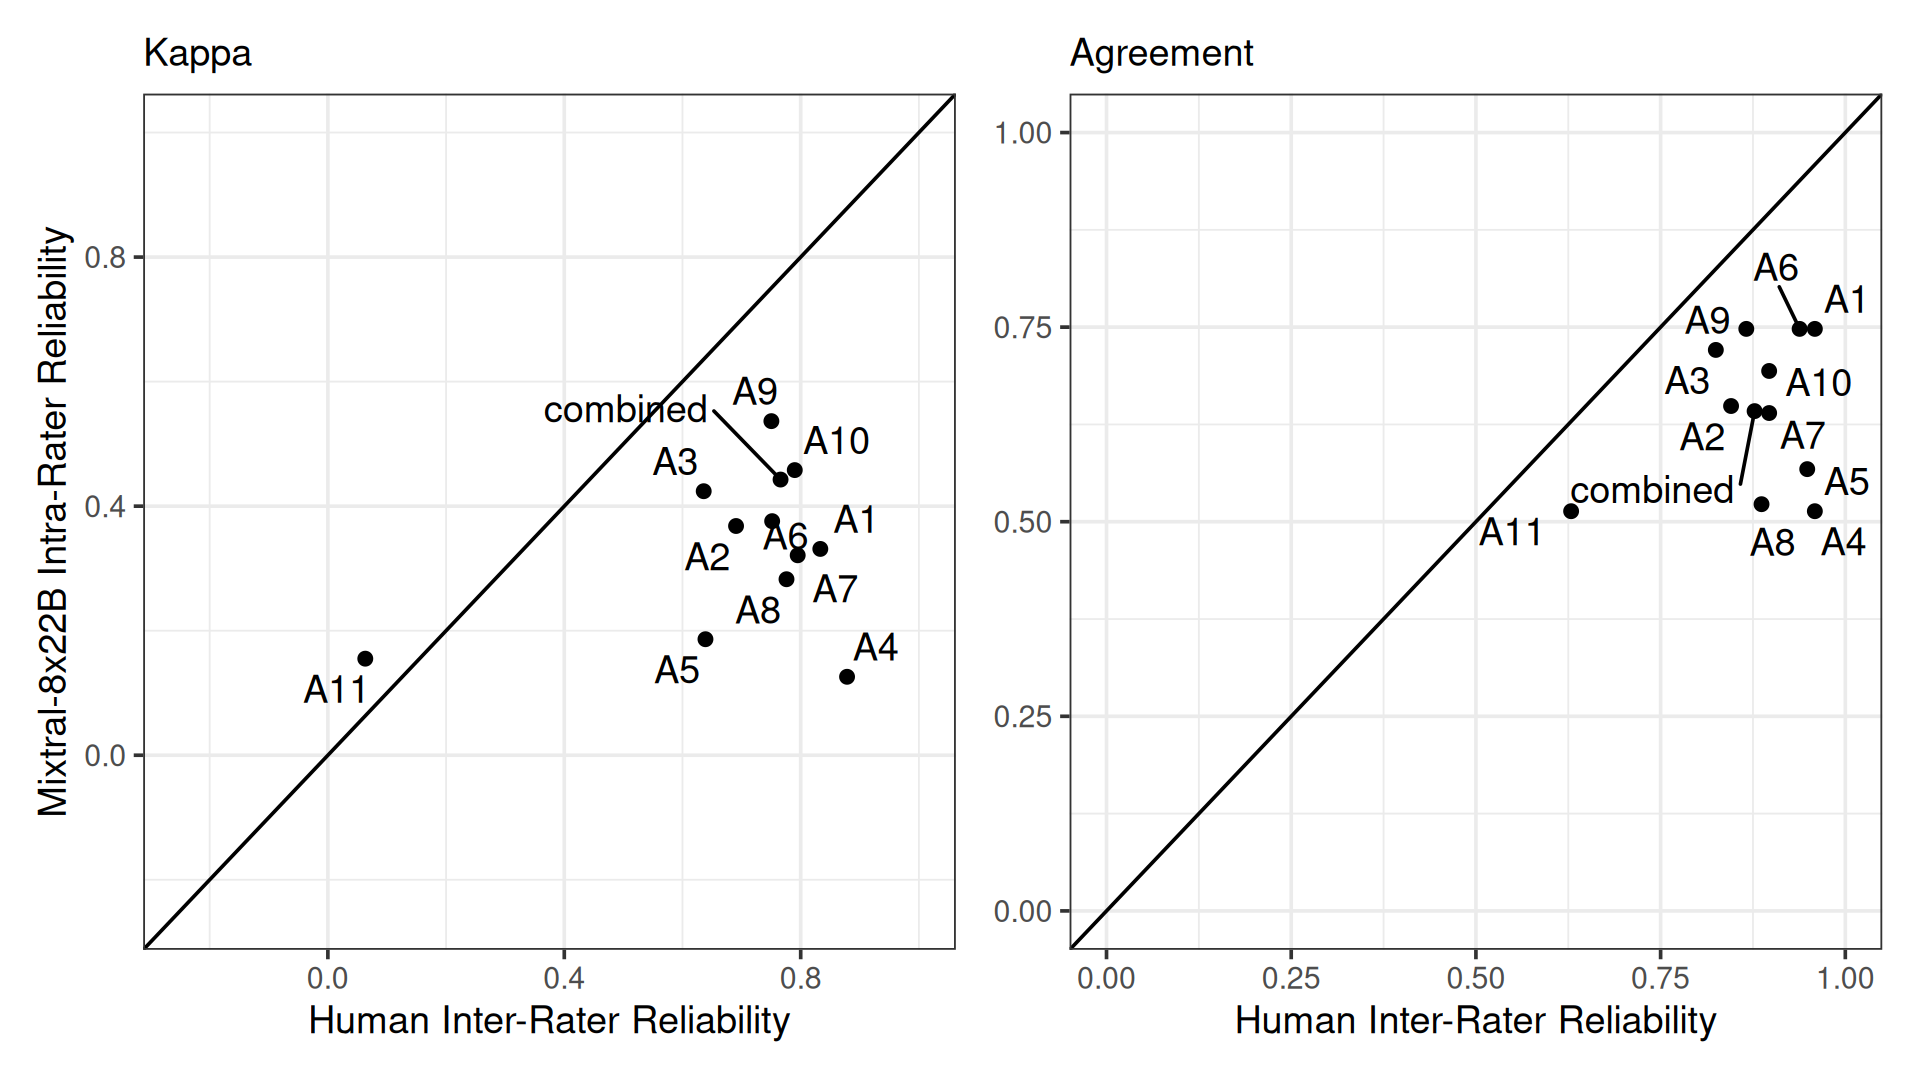 Kappa
Agreement
Mixtral-8x22B Intra-Rater Reliability
0.8
0.4
0.0
A9
combined
A10
A3
A1
A6
A2
A7
A8
A4
A5
A11
0.0 0.4 0.8
Human Inter-Rater Reliability
1.00
0.75
0.50
0.25
0.00
A6
A1
A9
A3
A10
A2
A7
combined
A5
A11
A8
A4
0.00 0.25 0.50 0.75 1.00
Human Inter-Rater Reliability